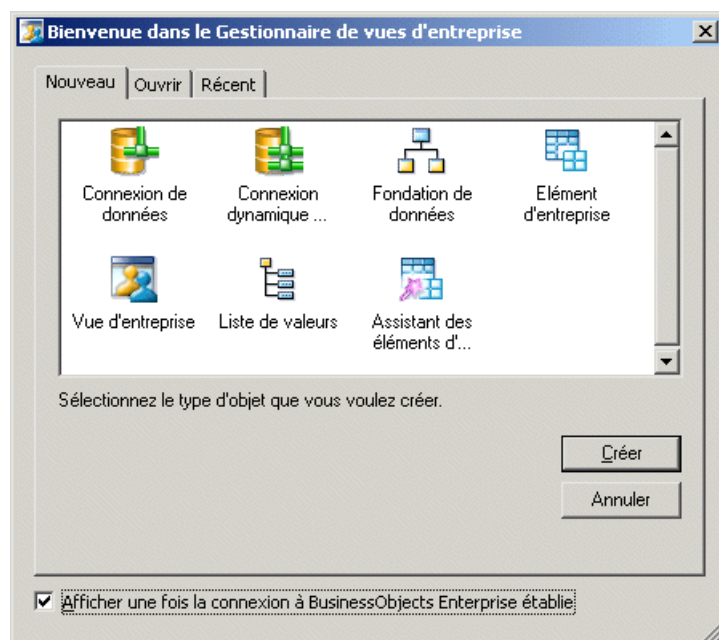 Bienvenue dans le Gestionnaire de vues d'entreprise
Nouveau Ouvrir Récent
Connexion de données
Connexion dynamique ...
Fondation de données
Elément d'entreprise
Vue d'entreprise
Liste de valeurs
Assistant des éléments d'...
Sélectionnez le type d'objet que vous voulez créer.
Créer
Annuler
Afficher une fois la connexion à BusinessObjects Enterprise établie